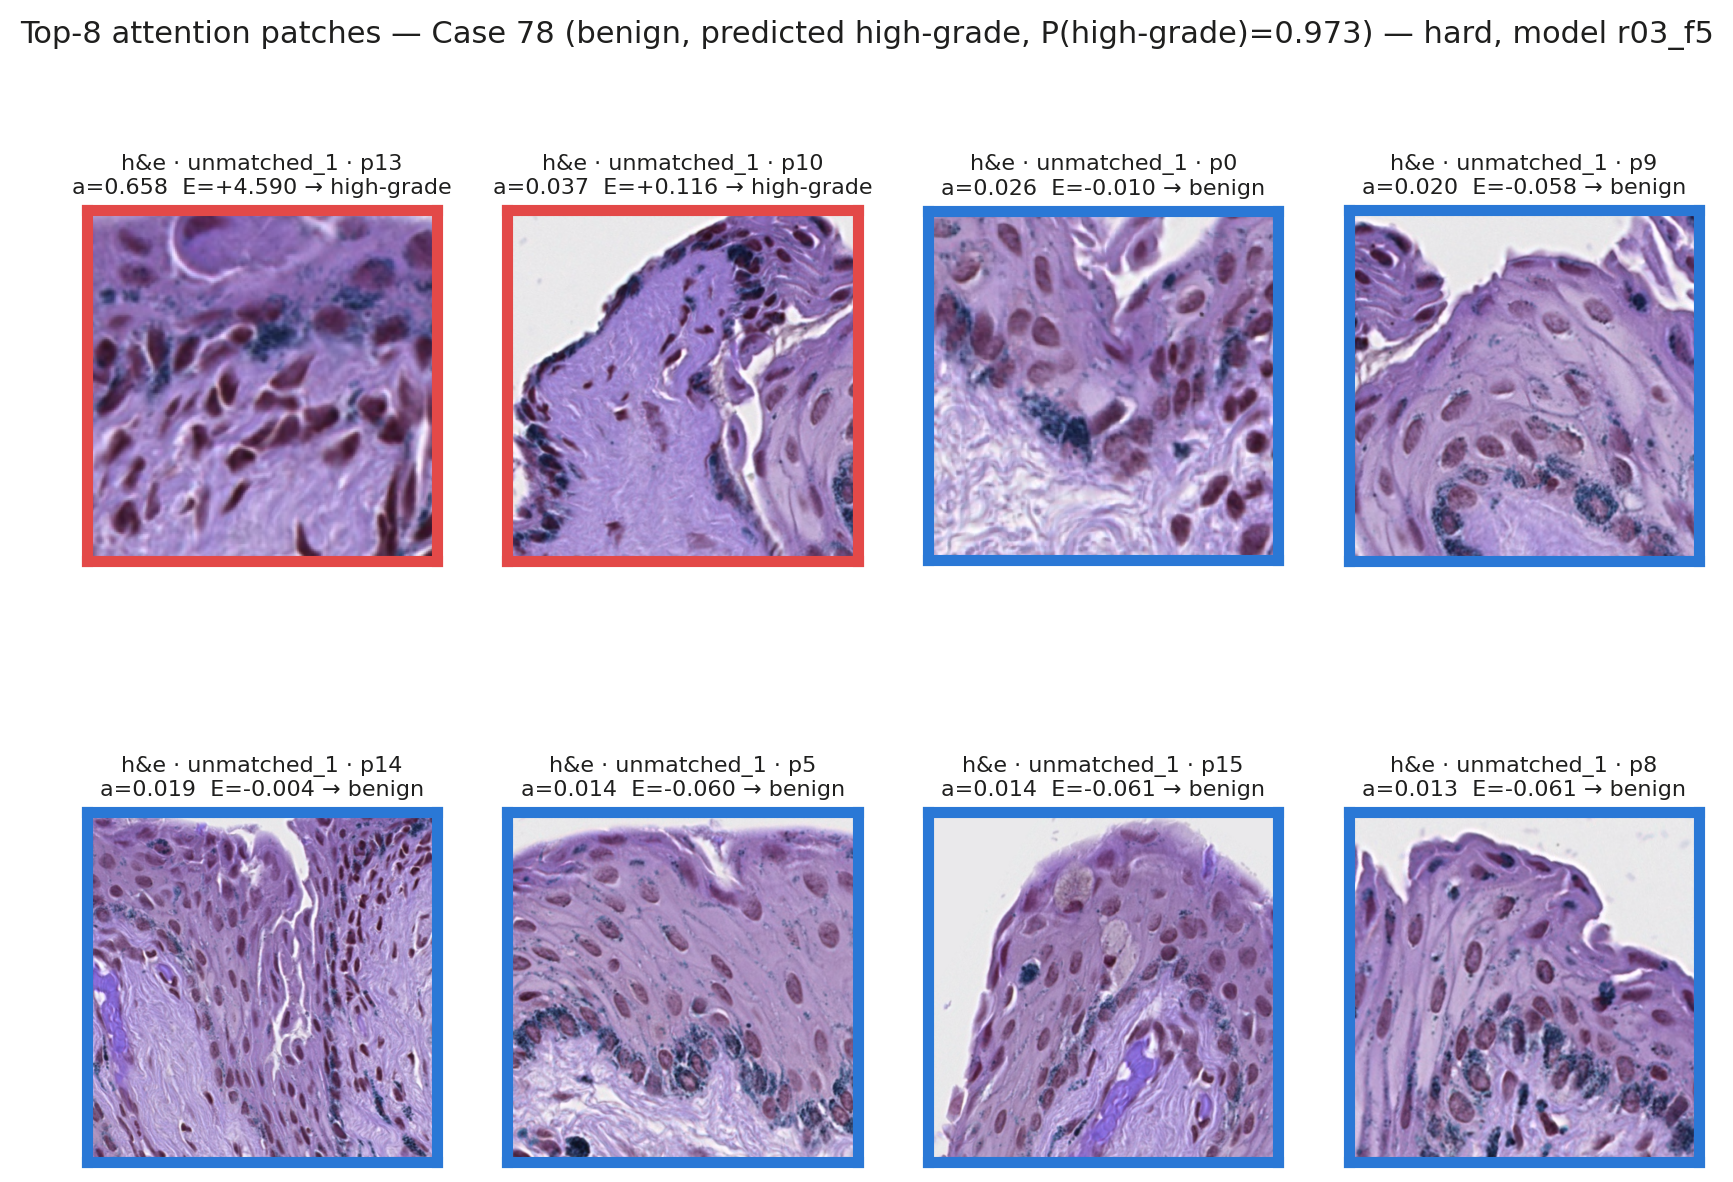 Top-8 attention patches — Case 78 (benign, predicted high-grade, P(high-grade)=0.973) — hard, model r03_f5
h&e · unmatched_1 · p13
a=0.658  E=+4.590 → high-grade
h&e · unmatched_1 · p10
a=0.037  E=+0.116 → high-grade
h&e · unmatched_1 · p0
a=0.026  E=-0.010 → benign
h&e · unmatched_1 · p9
a=0.020  E=-0.058 → benign
h&e · unmatched_1 · p14
a=0.019  E=-0.004 → benign
h&e · unmatched_1 · p5
a=0.014  E=-0.060 → benign
h&e · unmatched_1 · p15
a=0.014  E=-0.061 → benign
h&e · unmatched_1 · p8
a=0.013  E=-0.061 → benign